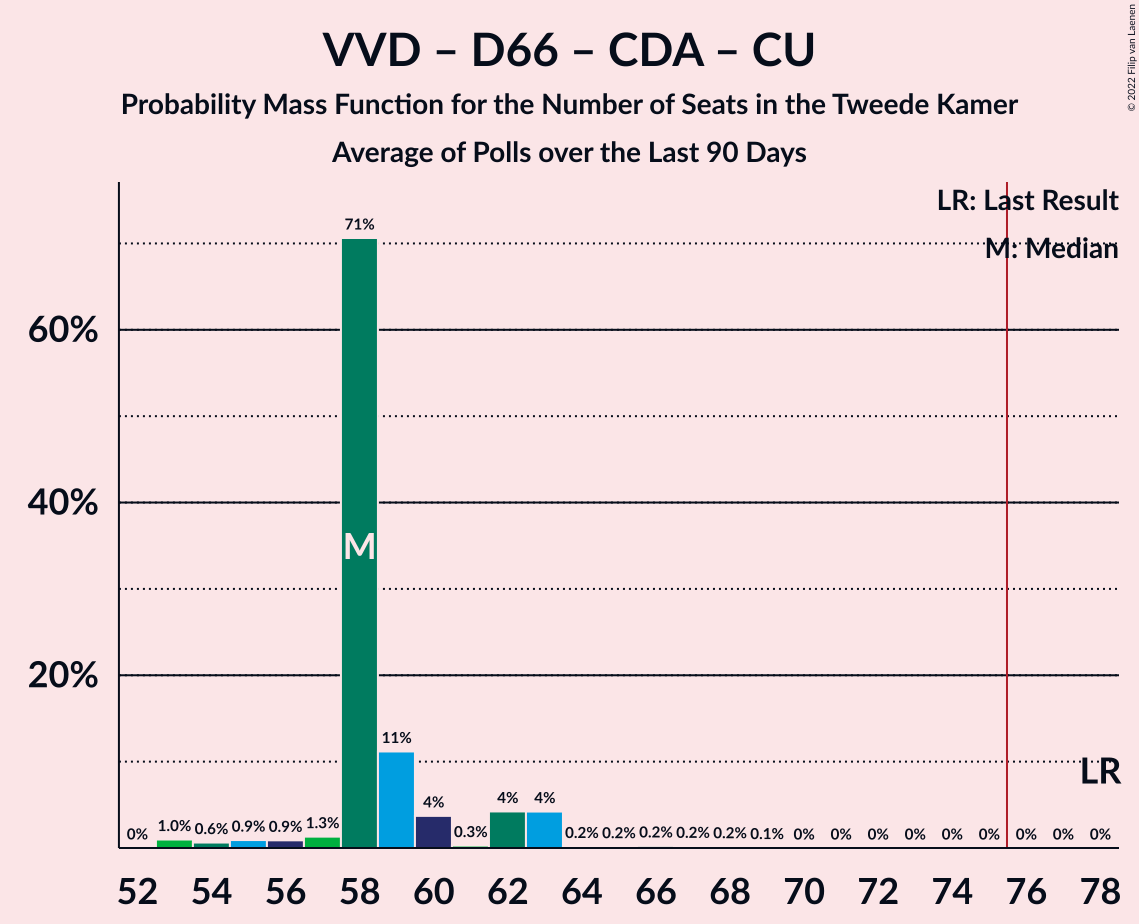 VVD – D66 – CDA – CU
Probability Mass Function for the Number of Seats in the Tweede Kamer
Average of Polls over the Last 90 Days
© 2022 Filip van Laenen
LR: Last Result
M: Median
60%
40%
20%
0% 1.0% 0.6% 0.9% 0.9% 1.3% 71% 11% 4% 0.3% 4% 4% 0.2% 0.2% 0.2% 0.2% 0.2% 0.1% 0% 0% 0% 0% 0% 0% 0% 0% 0%
M
LR
52 54 56 58 60 62 64 66 68 70 72 74 76 78